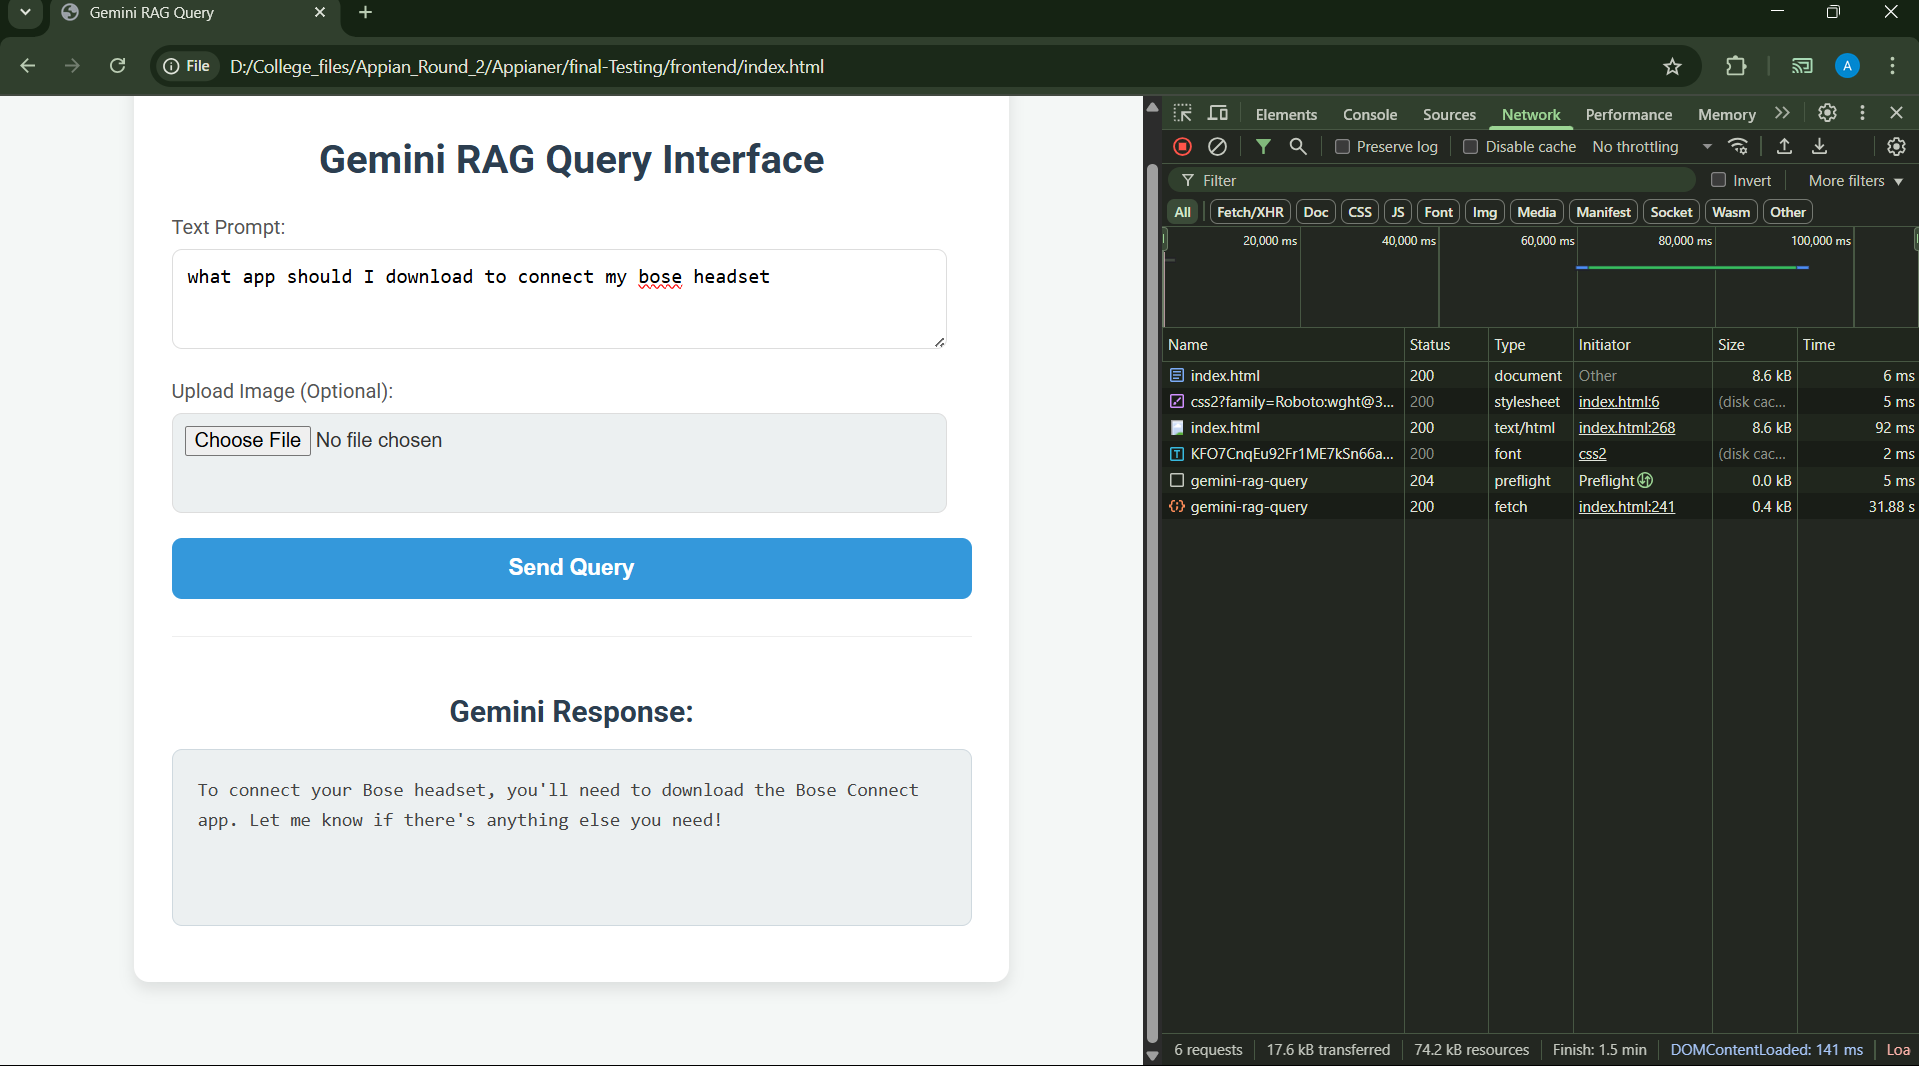 Gemini RAG Query
File D:/College_files/Appian_Round_2/Appianer/final-Testing/frontend/index.html A
Gemini RAG Query Interface
Text Prompt:
what app should I download to connect my bose headset
Upload Image (Optional):
Choose File No file chosen
Send Query
Gemini Response:
To connect your Bose headset, you'll need to download the Bose Connect
app. Let me know if there's anything else you need!
Elements Console Sources Network Performance Memory
Preserve log Disable cache No throttling
Filter Invert More filters
All Fetch/XHR Doc CSS JS Font Img Media Manifest Socket Wasm Other
20,000 ms 40,000 ms 60,000 ms 80,000 ms 100,000 ms
Name Status Type Initiator Size Time
index.html 200 document Other 8.6 kB 6 ms
css2?family=Roboto:wght@3... 200 stylesheet index.html:6 (disk cac... 5 ms
index.html 200 text/html index.html:268 8.6 kB 92 ms
KFO7CnqEu92Fr1ME7kSn66a... 200 font css2 (disk cac... 2 ms
gemini-rag-query 204 preflight Preflight 0.0 kB 5 ms
gemini-rag-query 200 fetch index.html:241 0.4 kB 31.88 s
6 requests 17.6 kB transferred 74.2 kB resources Finish: 1.5 min DOMContentLoaded: 141 ms Loa